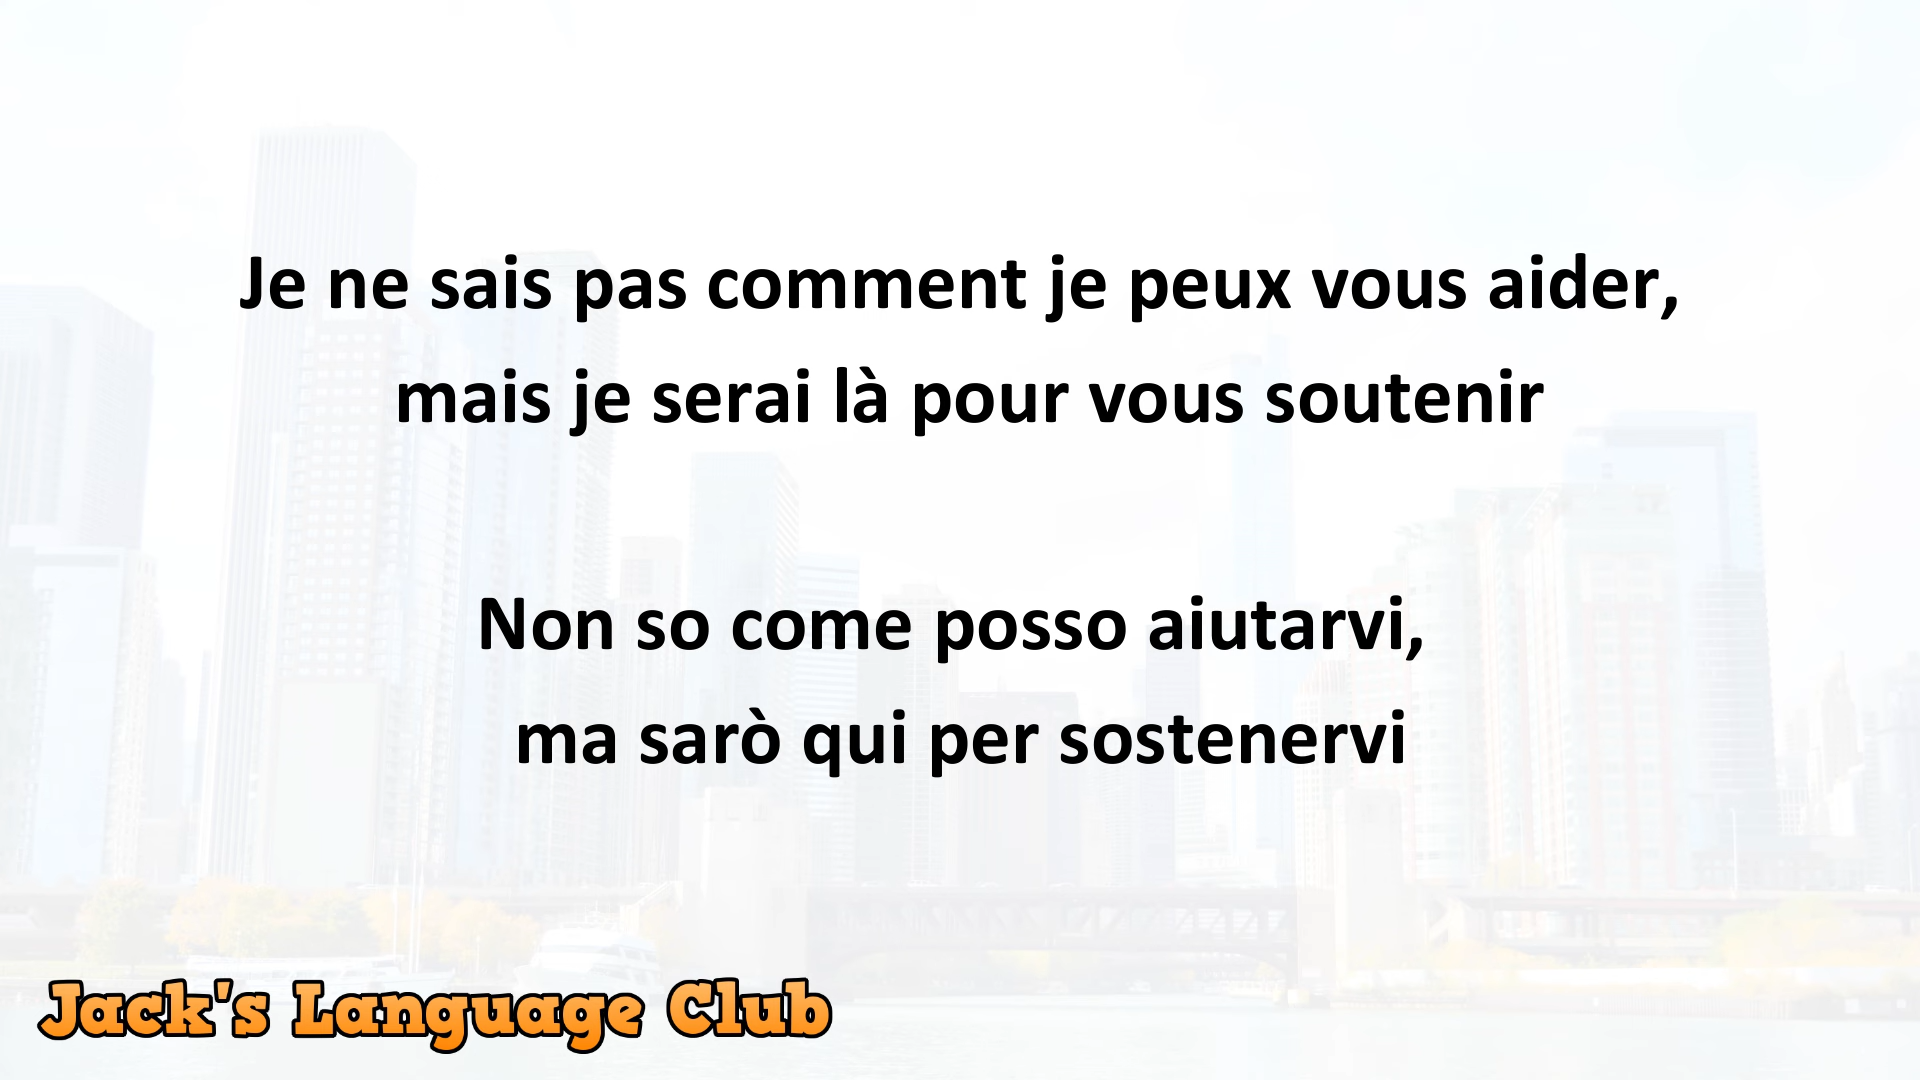 Je ne sais pas comment je peux vous aider,
mais je serai là pour vous soutenir
Non so come posso aiutarvi,
ma sarò qui per sostenervi
Jack's Language Club